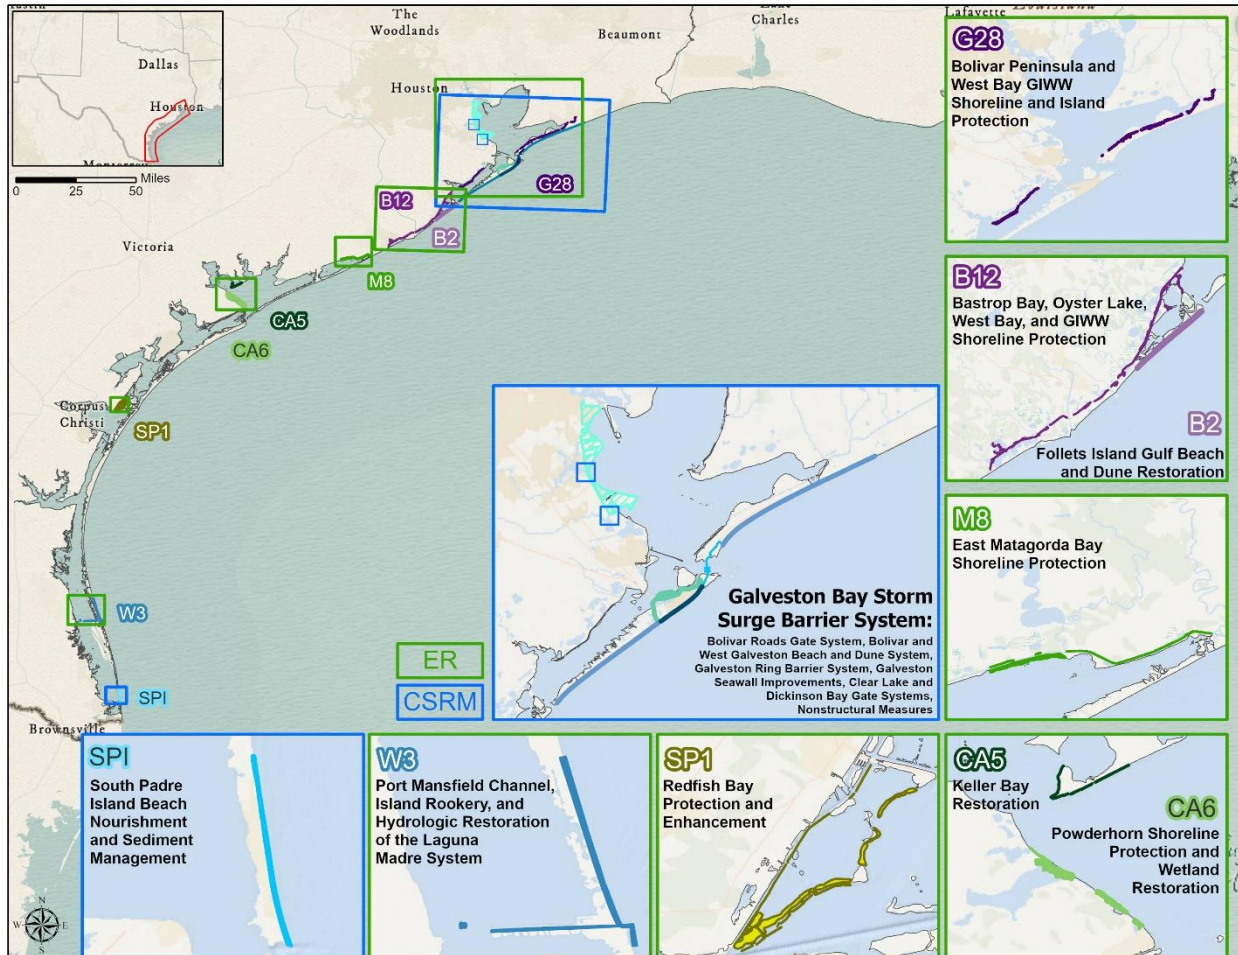 The
Woodlands
Beaumont
Charles
Lafayette
Louisiana
Dallas
Houston
0
25
50
Miles
Houston
G28
B12
B2
Victoria
M8
CA5
CA6
Corpus
Christi
SP1
W3
SPI
Brownsville
ER
CSRM
Galveston Bay Storm
Surge Barrier System:
Bolivar Roads Gate System, Bolivar and
West Galveston Beach and Dune System,
Galveston Ring Barrier System, Galveston
Seawall Improvements, Clear Lake and
Dickinson Bay Gate Systems,
Nonstructural Measures
G28
Bolivar Peninsula and
West Bay GIWW
Shoreline and Island
Protection
B12
Bastrop Bay, Oyster Lake,
West Bay, and GIWW
Shoreline Protection
B2
Follets Island Gulf Beach
and Dune Restoration
M8
East Matagorda Bay
Shoreline Protection
SPI
South Padre
Island Beach
Nourishment
and Sediment
Management
W3
Port Mansfield Channel,
Island Rookery, and
Hydrologic Restoration
of the Laguna
Madre System
SP1
Redfish Bay
Protection and
Enhancement
CA5
Keller Bay
Restoration
CA6
Powderhorn Shoreline
Protection and
Wetland
Restoration
N
W
E
S